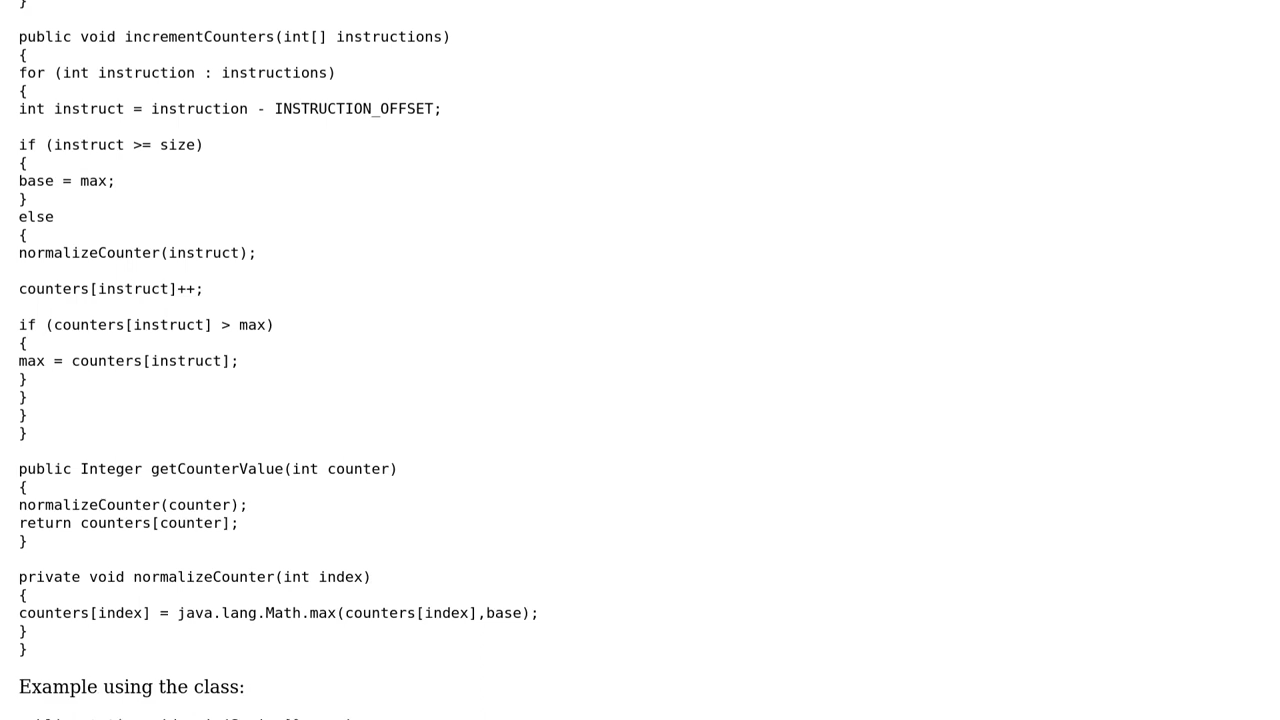 }
public void incrementCounters(int[] instructions)
{
for (int instruction : instructions)
{
int instruct = instruction - INSTRUCTION_OFFSET;
if (instruct >= size)
{
base = max;
}
else
{
normalizeCounter(instruct);
counters[instruct]++;
if (counters[instruct] > max)
{
max = counters[instruct];
}
}
}
}
public Integer getCounterValue(int counter)
{
normalizeCounter(counter);
return counters[counter];
}
private void normalizeCounter(int index)
{
counters[index] = java.lang.Math.max(counters[index],base);
}
}
Example using the class: